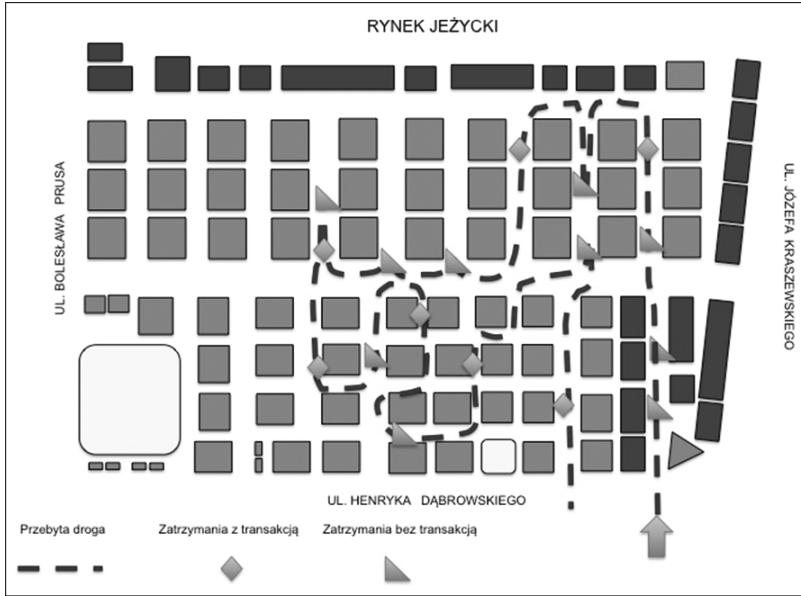 RYNEK JEŻYCKI
UL. BOLESŁAWA PRUSA
UL. JÓZEFA KRASZEWSKIEGO
UL. HENRYKA DĄBROWSKIEGO
Przebyta droga
Zatrzymania z transakcją
Zatrzymania bez transakcją